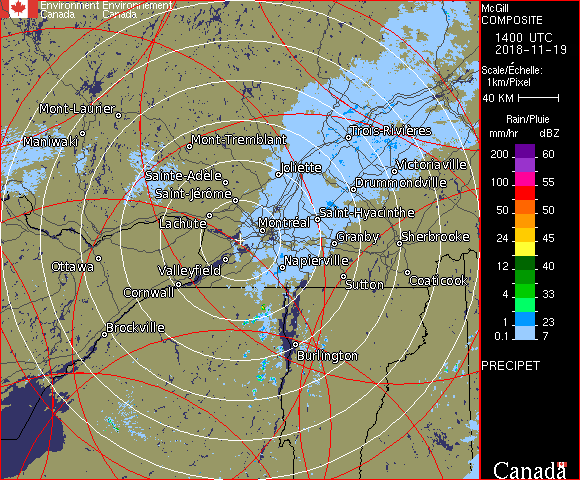 Environment Environnement
Canada Canada
McGill
COMPOSITE
1400 UTC
2018-11-19
Scale/Échelle:
1km/Pixel
40 KM
Rain/Pluie
mm/hr dBZ
200 60
100 55
50 50
24 45
12 40
4 33
1 23
0.1 7
PRECIPET
Canada
Mont-Laurier
Maniwaki
Mont-Tremblant
Trois-Rivières
Joliette
Victoriaville
Sainte-Adèle
Drummondville
Saint-Jérôme
Lachute
Saint-Hyacinthe
Montréal
Granby
Sherbrooke
Ottawa
Valleyfield
Napierville
Cornwall
Sutton
Coaticook
Brockville
Burlington